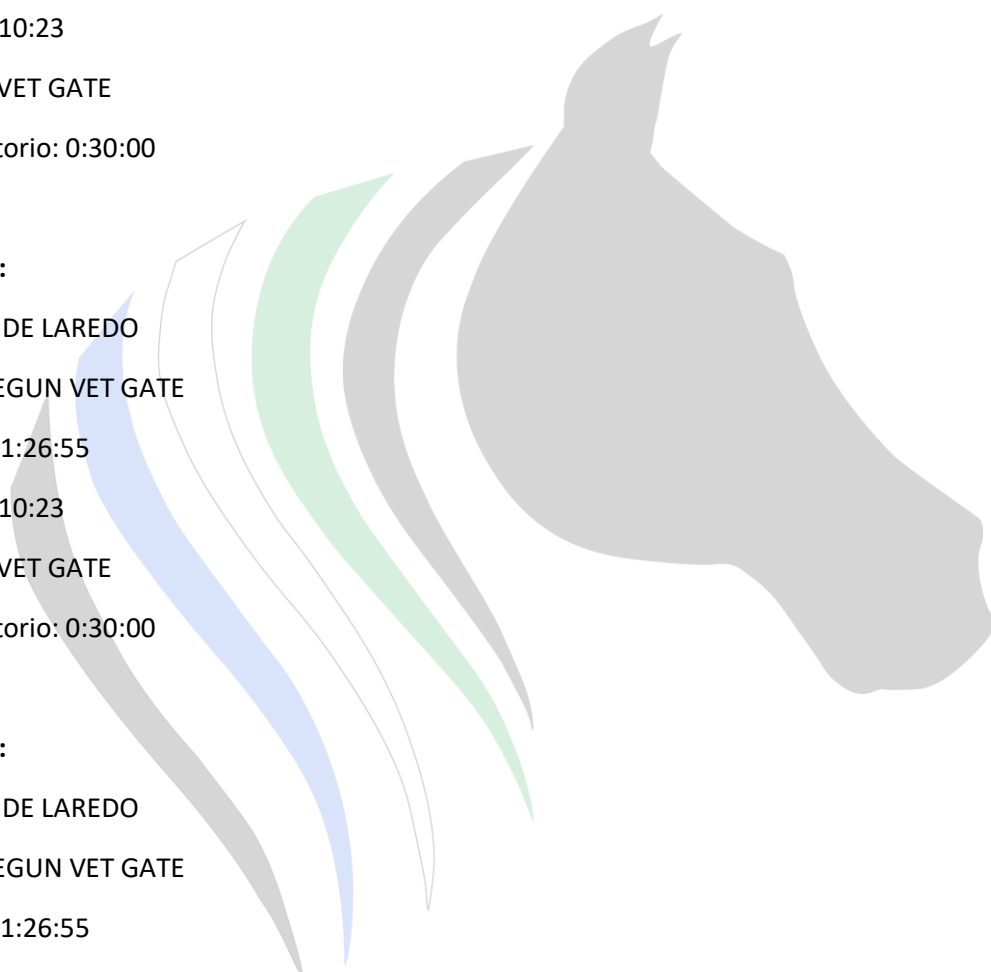 10:23
VET GATE
torio: 0:30:00
:
DE LAREDO
EGUN VET GATE
1:26:55
10:23
VET GATE
torio: 0:30:00
:
DE LAREDO
EGUN VET GATE
1:26:55